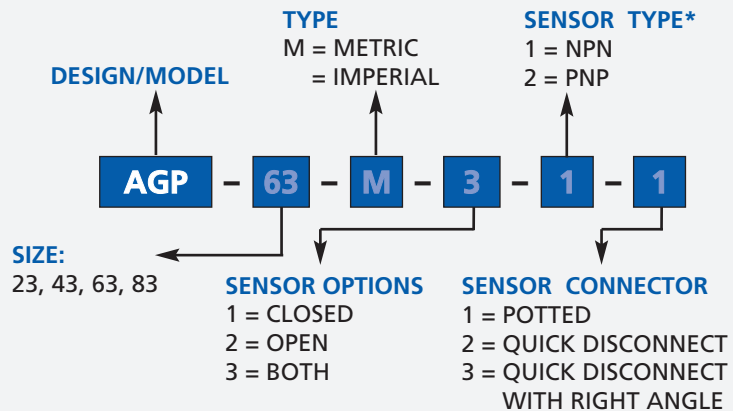 TYPE
M = METRIC
= IMPERIAL
SENSOR TYPE*
1 = NPN
2 = PNP
DESIGN/MODEL
AGP – 63 – M – 3 – 1 – 1
SIZE:
23, 43, 63, 83
SENSOR OPTIONS
1 = CLOSED
2 = OPEN
3 = BOTH
SENSOR CONNECTOR
1 = POTTED
2 = QUICK DISCONNECT
3 = QUICK DISCONNECT
WITH RIGHT ANGLE